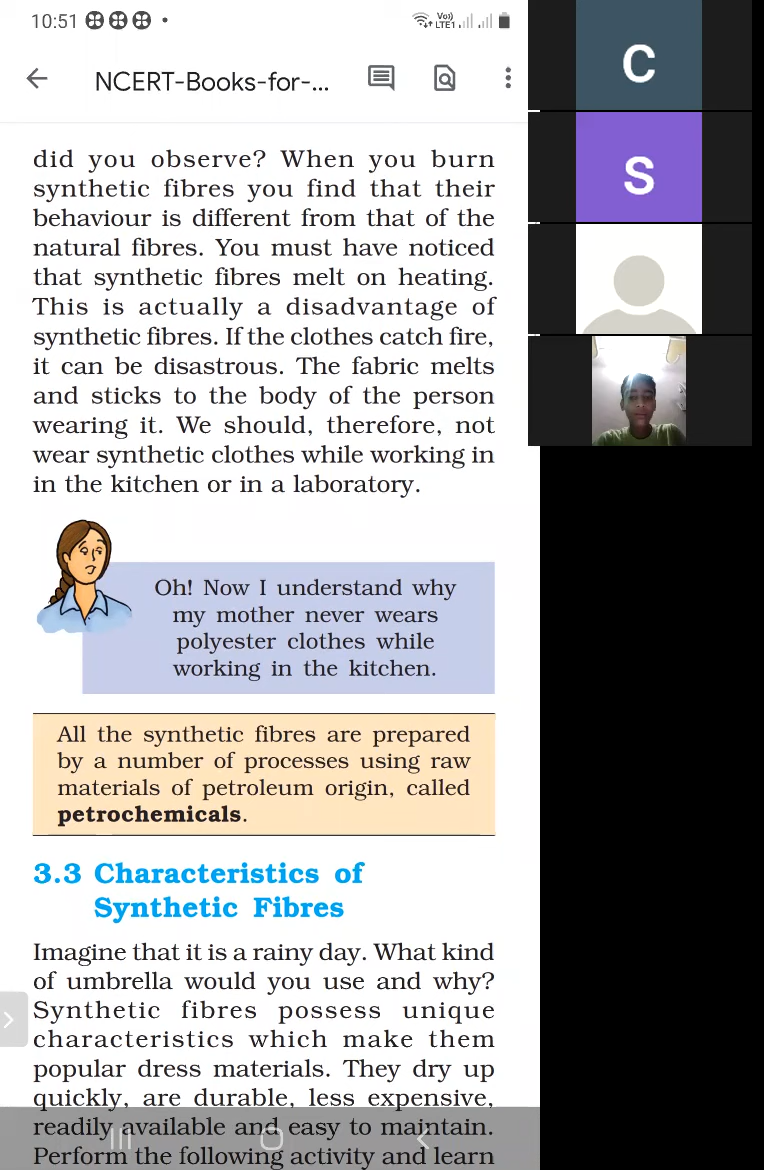 10:51
Vo))
LTE1
NCERT-Books-for-...
did you observe? When you burn
synthetic fibres you find that their
behaviour is different from that of the
natural fibres. You must have noticed
that synthetic fibres melt on heating.
This is actually a disadvantage of
synthetic fibres. If the clothes catch fire,
it can be disastrous. The fabric melts
and sticks to the body of the person
wearing it. We should, therefore, not
wear synthetic clothes while working in
in the kitchen or in a laboratory.
Oh! Now I understand why
my mother never wears
polyester clothes while
working in the kitchen.
All the synthetic fibres are prepared
by a number of processes using raw
materials of petroleum origin, called
petrochemicals.
3.3 Characteristics of
Synthetic Fibres
Imagine that it is a rainy day. What kind
of umbrella would you use and why?
Synthetic fibres possess unique
characteristics which make them
popular dress materials. They dry up
quickly, are durable, less expensive,
readily available and easy to maintain.
Perform the following activity and learn
C
S